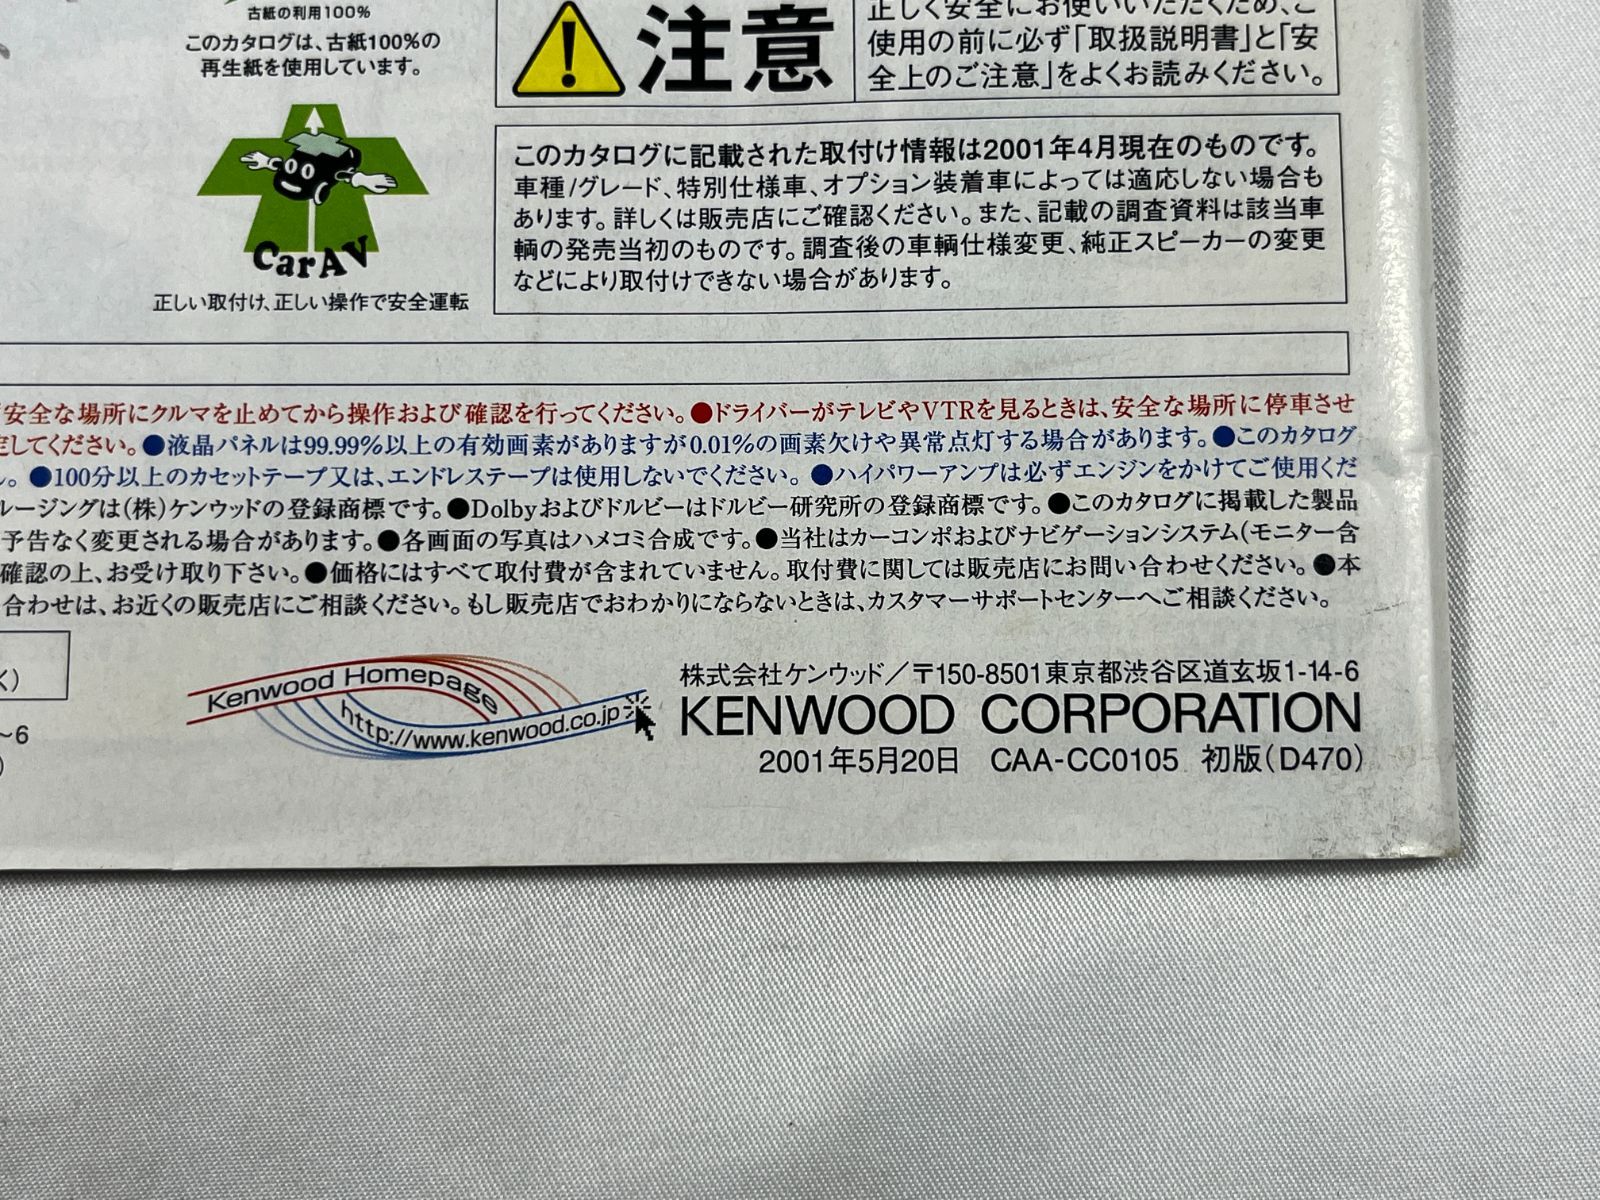 古紙の利用100%
このカタログは、古紙100%の
再生紙を使用しています。
CarAV
正しい取付け、正しい操作で安全運転
注意
正しく安全にお使いいただくため、ご
使用の前に必ず「取扱説明書」と「安
全上のご注意」をよくお読みください。
このカタログに記載された取付け情報は2001年4月現在のものです。
車種/グレード、特別仕様車、オプション装着車によっては適応しない場合も
あります。詳しくは販売店にご確認ください。また、記載の調査資料は該当車
輌の発売当初のものです。調査後の車輌仕様変更、純正スピーカーの変更
などにより取付けできない場合があります。
安全な場所にクルマを止めてから操作および確認を行ってください。●ドライバーがテレビやVTRを見るときは、安全な場所に停車させ
してください。●液晶パネルは99.99%以上の有効画素がありますが0.01%の画素欠けや異常点灯する場合があります。●このカタログ
。●100分以上のカセットテープ又は、エンドレステープは使用しないでください。●ハイパワーアンプは必ずエンジンをかけてご使用くだ
ルージングは(株)ケンウッドの登録商標です。●Dolbyおよびドルビーはドルビー研究所の登録商標です。●このカタログに掲載した製品
予告なく変更される場合があります。●各画面の写真はハメコミ合成です。●当社はカーコンポおよびナビゲーションシステム(モニター含
確認の上、お受け取り下さい。●価格にはすべて取付費が含まれていません。取付費に関しては販売店にお問い合わせください。●本
合わせは、お近くの販売店にご相談ください。もし販売店でおわかりにならないときは、カスタマーサポートセンターへご相談ください。
~6
Kenwood Homepage
http://www.kenwood.co.jp
株式会社ケンウッド/〒150-8501東京都渋谷区道玄坂1-14-6
KENWOOD CORPORATION
2001年5月20日 CAA-CC0105 初版(D470)